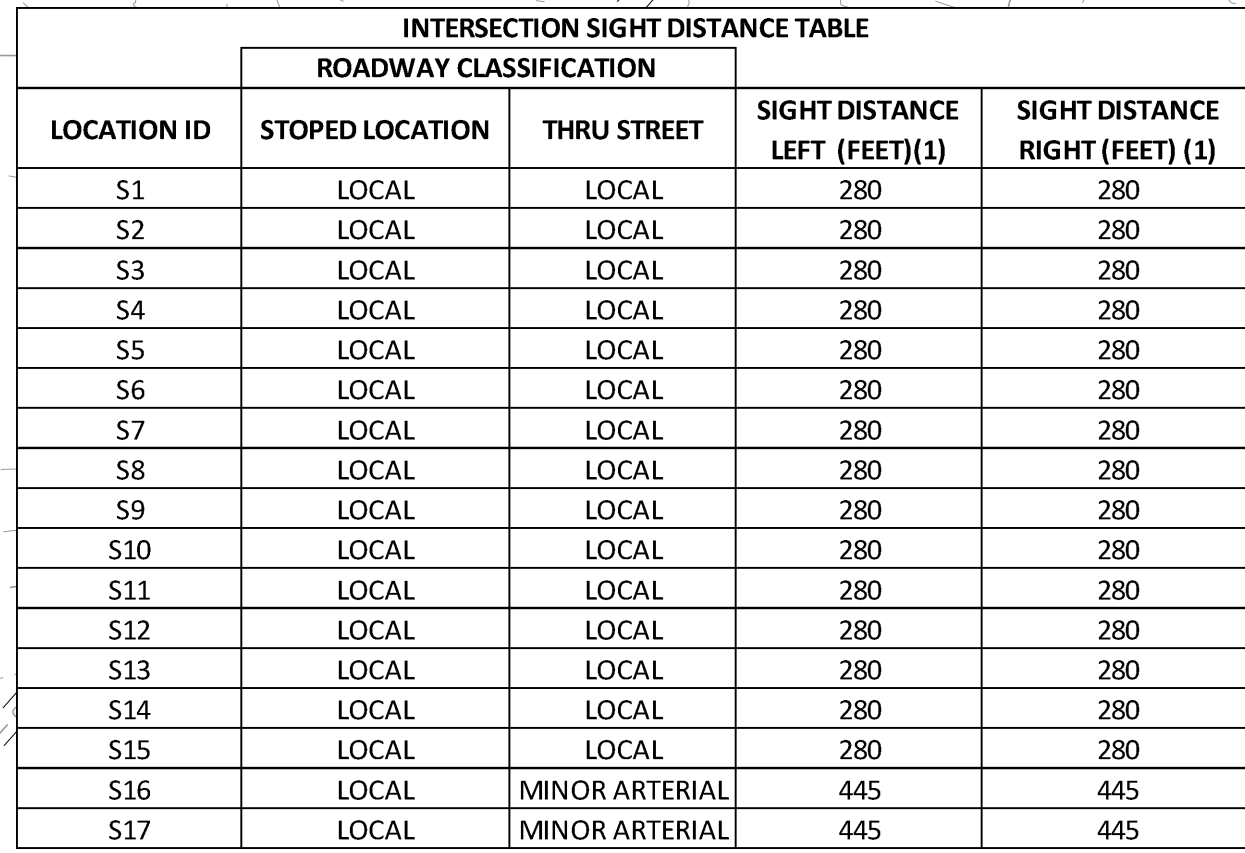 INTERSECTION SIGHT DISTANCE TABLE
ROADWAY CLASSIFICATION
LOCATION ID STOPED LOCATION THRU STREET SIGHT DISTANCE LEFT (FEET)(1) SIGHT DISTANCE RIGHT (FEET) (1)
S1 LOCAL LOCAL 280 280
S2 LOCAL LOCAL 280 280
S3 LOCAL LOCAL 280 280
S4 LOCAL LOCAL 280 280
S5 LOCAL LOCAL 280 280
S6 LOCAL LOCAL 280 280
S7 LOCAL LOCAL 280 280
S8 LOCAL LOCAL 280 280
S9 LOCAL LOCAL 280 280
S10 LOCAL LOCAL 280 280
S11 LOCAL LOCAL 280 280
S12 LOCAL LOCAL 280 280
S13 LOCAL LOCAL 280 280
S14 LOCAL LOCAL 280 280
S15 LOCAL LOCAL 280 280
S16 LOCAL MINOR ARTERIAL 445 445
S17 LOCAL MINOR ARTERIAL 445 445